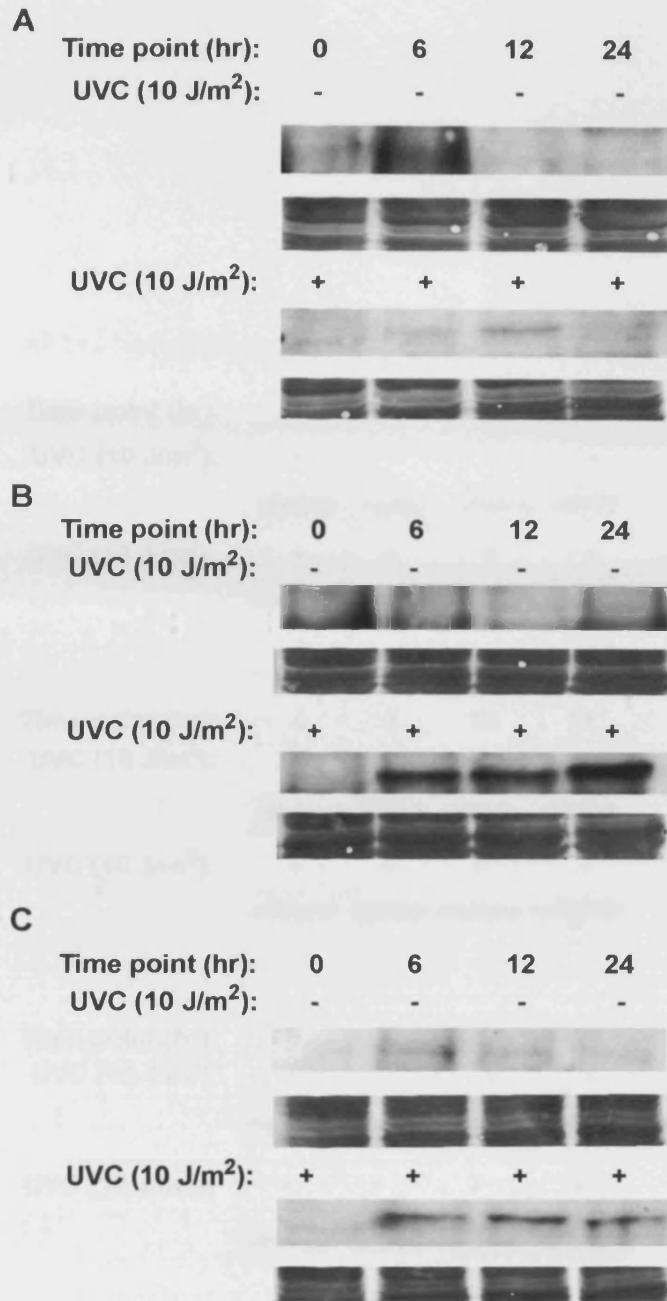 A
Time point (hr): 0 6 12 24
UVC (10 J/m²): - - - -
UVC (10 J/m²): + + + +
B
Time point (hr): 0 6 12 24
UVC (10 J/m²): - - - -
UVC (10 J/m²): + + + +
C
Time point (hr): 0 6 12 24
UVC (10 J/m²): - - - -
UVC (10 J/m²): + + + +